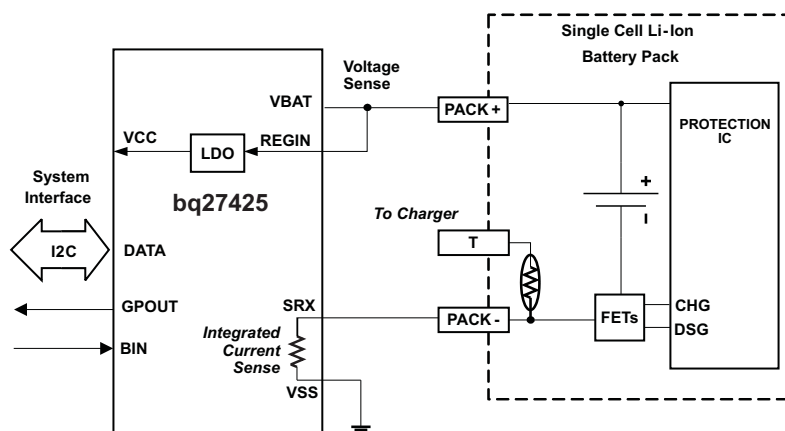 Single Cell Li-Ion
Battery Pack
Voltage
Sense
VBAT
PACK +
PROTECTION
IC
VCC
REGIN
LDO
System
Interface
bq27425
+
To Charger
I2C
DATA
T
GPOUT
SRX
PACK -
FETs
CHG
DSG
BIN
Integrated
Current
Sense
VSS